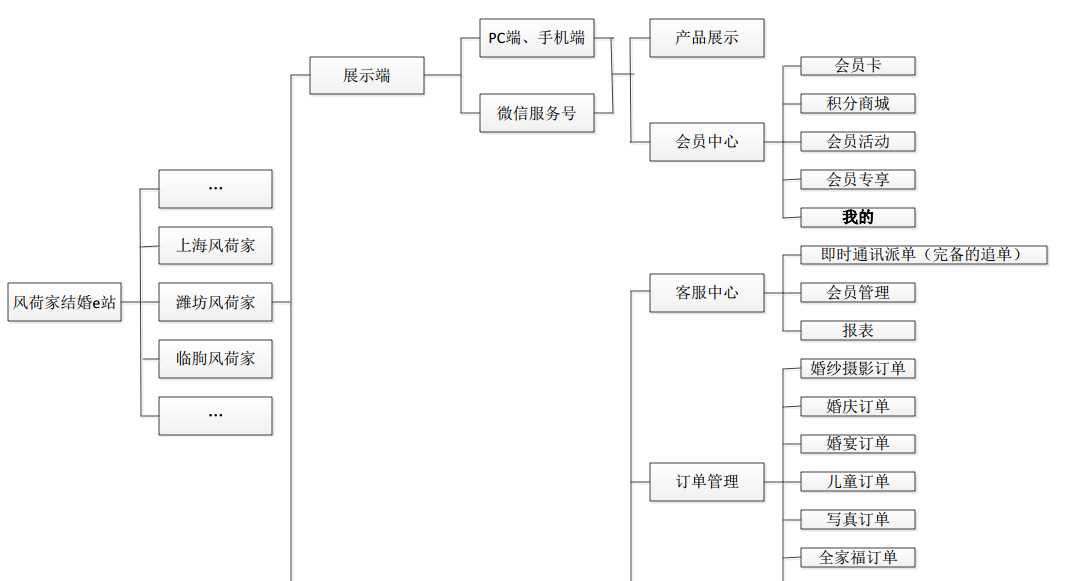 风荷家结婚e站
...
上海风荷家
潍坊风荷家
临朐风荷家
...
展示端
PC端、手机端
微信服务号
产品展示
会员中心
会员卡
积分商城
会员活动
会员专享
我的
客服中心
即时通讯派单（完备的追单）
会员管理
报表
订单管理
婚纱摄影订单
婚庆订单
婚宴订单
儿童订单
写真订单
全家福订单